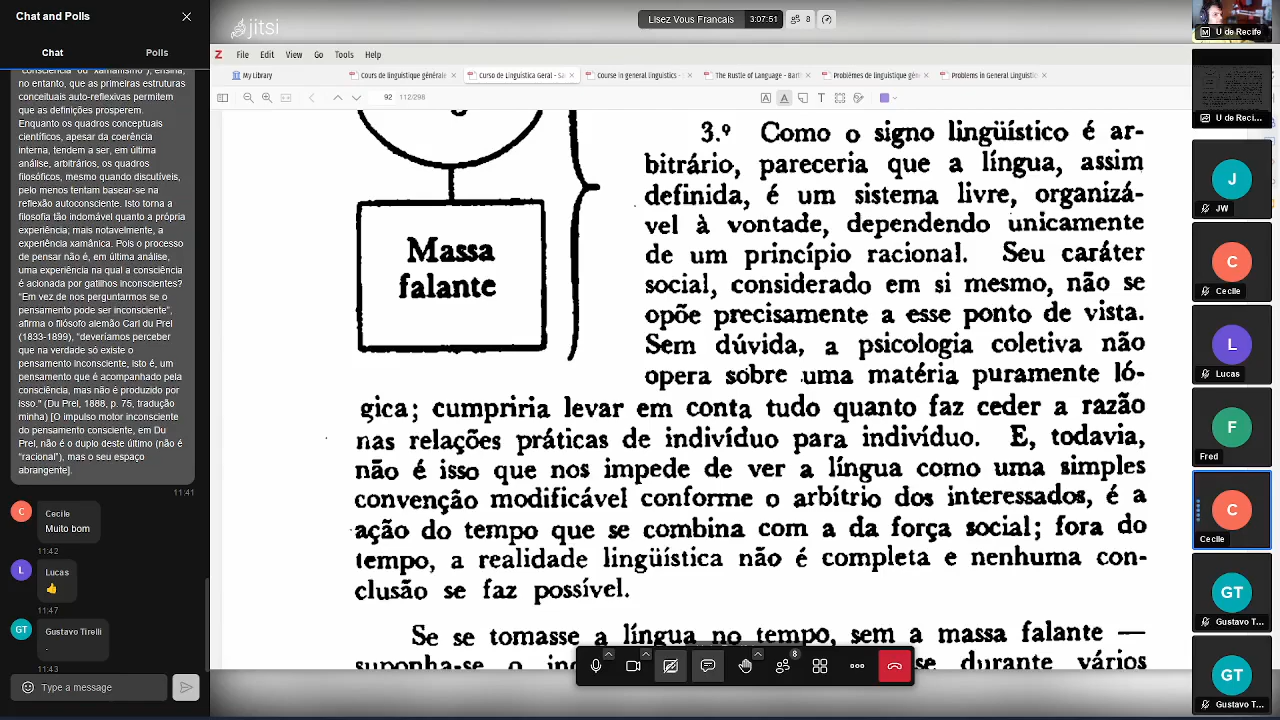 Chat and Polls
Chat
Polls
consciência ou "xamanismo"), ensina,
no entanto, que as primeiras estruturas
conceituais auto-reflexivas permitem
que as definições prosperem
Enquanto os quadros conceptuais
científicos, apesar da coerência
interna, tendem a ser, em última
análise, arbitrários, os quadros
filosóficos, mesmo quando discutíveis,
pelo menos tentam basear-se na
reflexão autoconsciente. Isto torna a
filosofia tão indomável quanto a própria
experiência; mais notavelmente, a
experiência xamânica. Pois o processo
de pensar não é, em última análise,
uma experiência na qual a consciência
é acionada por gatilhos inconscientes?
"Em vez de nos perguntarmos se o
pensamento pode ser inconsciente",
afirma o filósofo alemão Carl du Prel
(1833-1899), "deveríamos perceber
que na verdade só existe o
pensamento inconsciente, isto é, um
pensamento que é acompanhado pela
consciência, mas não é produzido por
isso." (Du Prel, 1888, p. 75, tradução
minha) [O impulso motor inconsciente
do pensamento consciente, em Du
Prel, não é o duplo deste último (não é
"racional"), mas o seu espaço
abrangente].
11:41
C
Cecile
Muito bom
11:42
L
Lucas
👍
11:47
GT
Gustavo Tirelli
.
11:43
Type a message
jitsi
Lisez Vous Francais
3:07:51
8
Z
File Edit View Go Tools Help
My Library
Cours de linguistique générale
Curso de Linguística Geral - Sa
Course in general linguistics -
The Rustle of Language - Bart
Problèmes de linguistique gén
Problems in General Linguistic
92 112/298
Massa
falante
3.º Como o signo lingüístico é ar-
bitrário, pareceria que a língua, assim
definida, é um sistema livre, organizá-
vel à vontade, dependendo unicamente
de um princípio racional. Seu caráter
social, considerado em si mesmo, não se
opõe precisamente a esse ponto de vista.
Sem dúvida, a psicologia coletiva não
opera sobre uma matéria puramente ló-
gica; cumpriria levar em conta tudo quanto faz ceder a razão
nas relações práticas de indivíduo para indivíduo. E, todavia,
não é isso que nos impede de ver a língua como uma simples
convenção modificável conforme o arbítrio dos interessados, é a
ação do tempo que se combina com a da força social; fora do
tempo, a realidade lingüística não é completa e nenhuma con-
clusão se faz possível.
Se se tomasse a língua no tempo, sem a massa falante —
suponha-se o se durante vários
8
U de Recife
U de Reci...
J
JW
C
Cecile
L
Lucas
F
Fred
C
Cecile
GT
Gustavo T...
GT
Gustavo T...